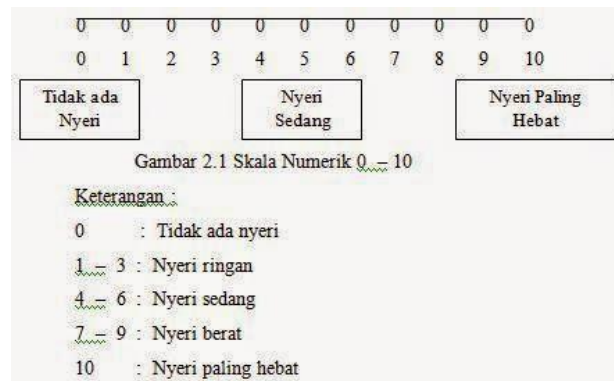 0 0 0 0 0 0 0 0 0 0 0
0 1 2 3 4 5 6 7 8 9 10
Tidak ada Nyeri Nyeri Paling
Nyeri Sedang Hebat
Gambar 2.1 Skala Numerik 0 – 10
Keterangan :
0 : Tidak ada nyeri
1 – 3 : Nyeri ringan
4 – 6 : Nyeri sedang
7 – 9 : Nyeri berat
10 : Nyeri paling hebat